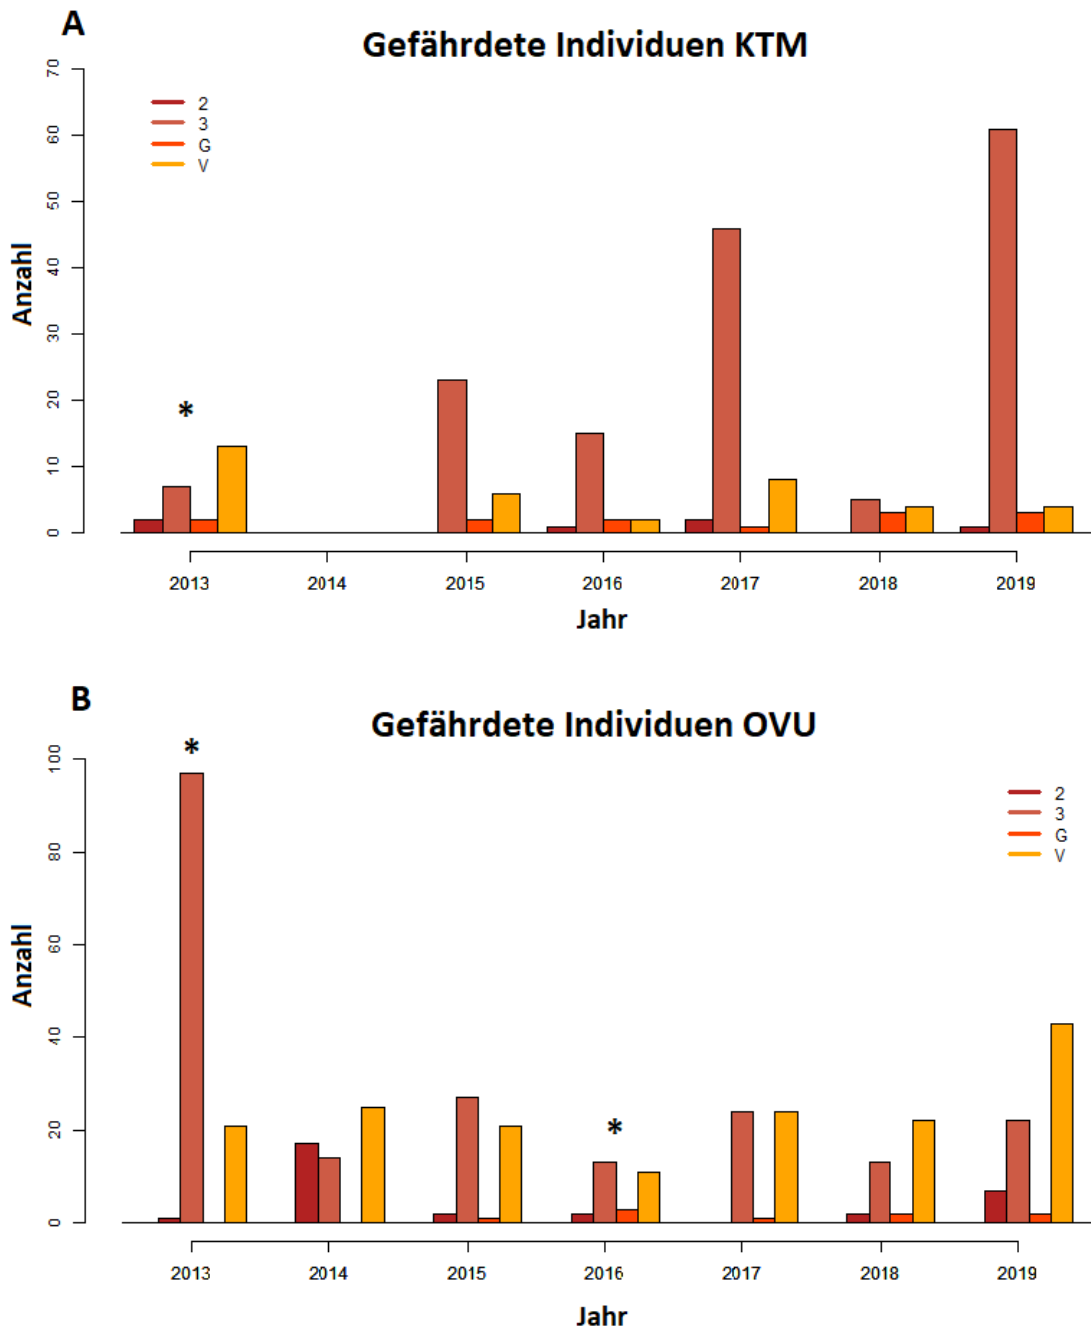 A
Gefährdete Individuen KTM
70
60
50
40
30
20
10
0
Anzahl
2
3
G
V
*
2013 2014 2015 2016 2017 2018 2019
Jahr
B
Gefährdete Individuen OVU
100
80
60
40
20
0
Anzahl
*
2
3
G
V
*
2013 2014 2015 2016 2017 2018 2019
Jahr